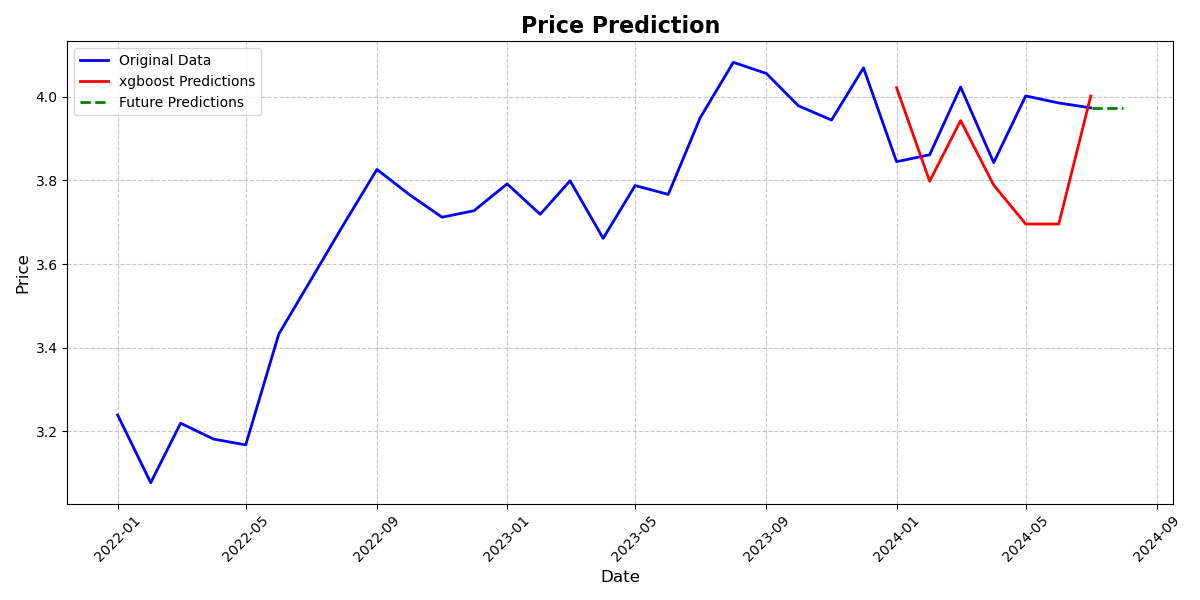 Price Prediction
Original Data
xgboost Predictions
Future Predictions
Price
4.0
3.8
3.6
3.4
3.2
2022-01
2022-05
2022-09
2023-01
2023-05
2023-09
2024-01
2024-05
2024-09
Date